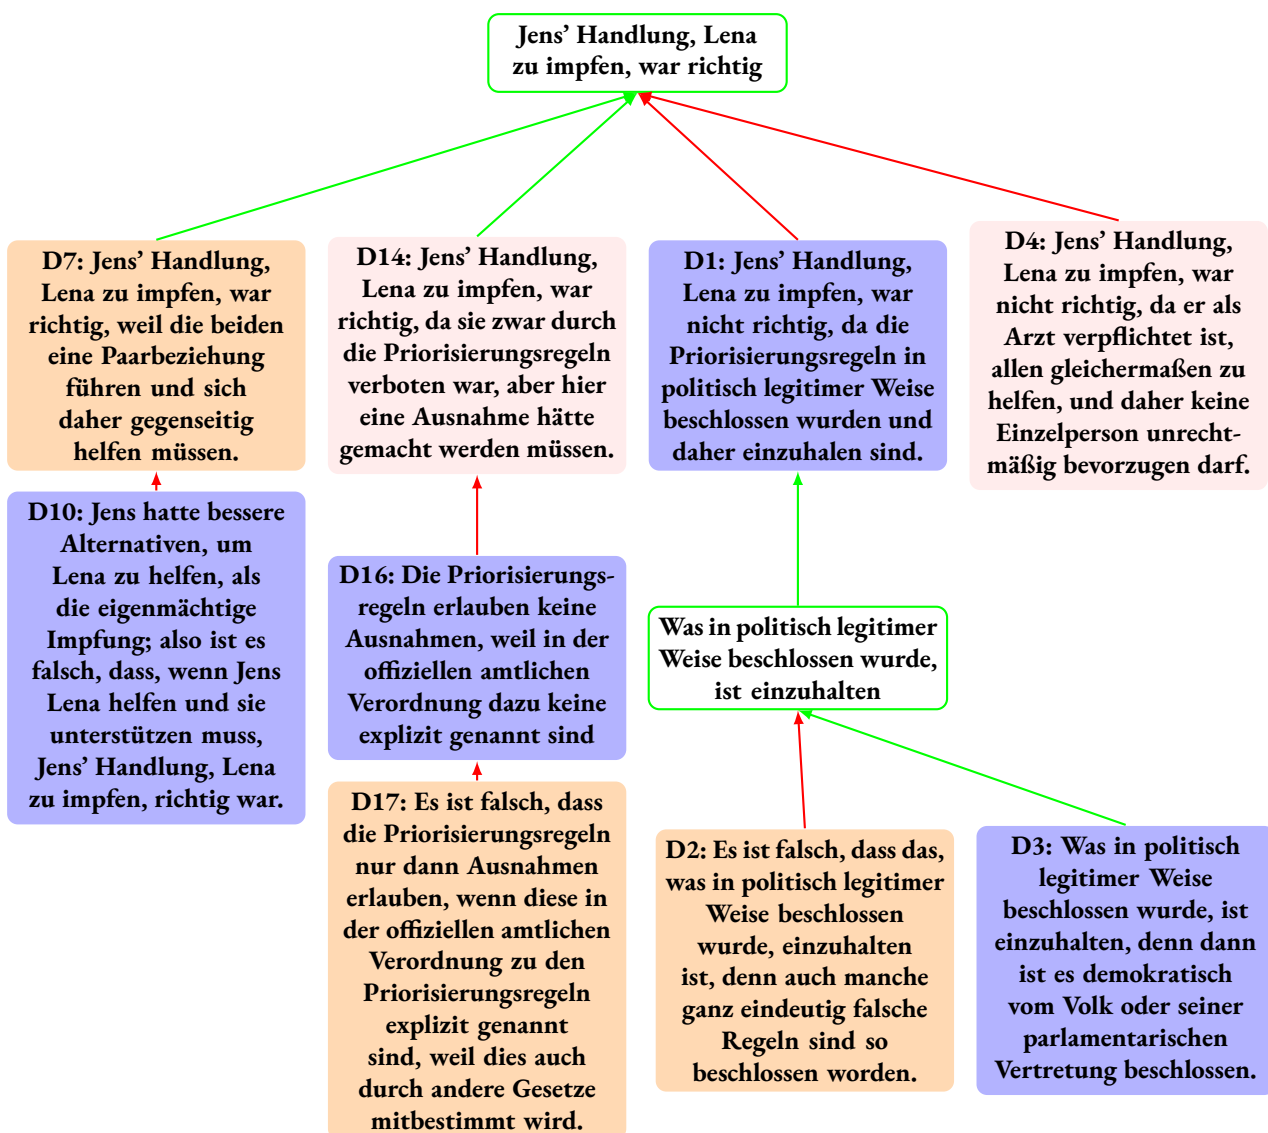 Jens’ Handlung, Lena
zu impfen, war richtig
D7: Jens’ Handlung,
Lena zu impfen, war
richtig, weil die beiden
eine Paarbeziehung
führen und sich
daher gegenseitig
helfen müssen.
D14: Jens’ Handlung,
Lena zu impfen, war
richtig, da sie zwar durch
die Priorisierungsregeln
verboten war, aber hier
eine Ausnahme hätte
gemacht werden müssen.
D1: Jens’ Handlung,
Lena zu impfen, war
nicht richtig, da die
Priorisierungsregeln in
politisch legitimer Weise
beschlossen wurden und
daher einzuhalen sind.
D4: Jens’ Handlung,
Lena zu impfen, war
nicht richtig, da er als
Arzt verpflichtet ist,
allen gleichermaßen zu
helfen, und daher keine
Einzelperson unrecht-
mäßig bevorzugen darf.
D10: Jens hatte bessere
Alternativen, um
Lena zu helfen, als
die eigenmächtige
Impfung; also ist es
falsch, dass, wenn Jens
Lena helfen und sie
unterstützen muss,
Jens’ Handlung, Lena
zu impfen, richtig war.
D16: Die Priorisierungs-
regeln erlauben keine
Ausnahmen, weil in der
offiziellen amtlichen
Verordnung dazu keine
explizit genannt sind
Was in politisch legitimer
Weise beschlossen wurde,
ist einzuhalten
D17: Es ist falsch, dass
die Priorisierungsregeln
nur dann Ausnahmen
erlauben, wenn diese in
der offiziellen amtlichen
Verordnung zu den
Priorisierungsregeln
explizit genannt
sind, weil dies auch
durch andere Gesetze
mitbestimmt wird.
D2: Es ist falsch, dass das,
was in politisch legitimer
Weise beschlossen
wurde, einzuhalten
ist, denn auch manche
ganz eindeutig falsche
Regeln sind so
beschlossen worden.
D3: Was in politisch
legitimer Weise
beschlossen wurde, ist
einzuhalten, denn dann
ist es demokratisch
vom Volk oder seiner
parlamentarischen
Vertretung beschlossen.